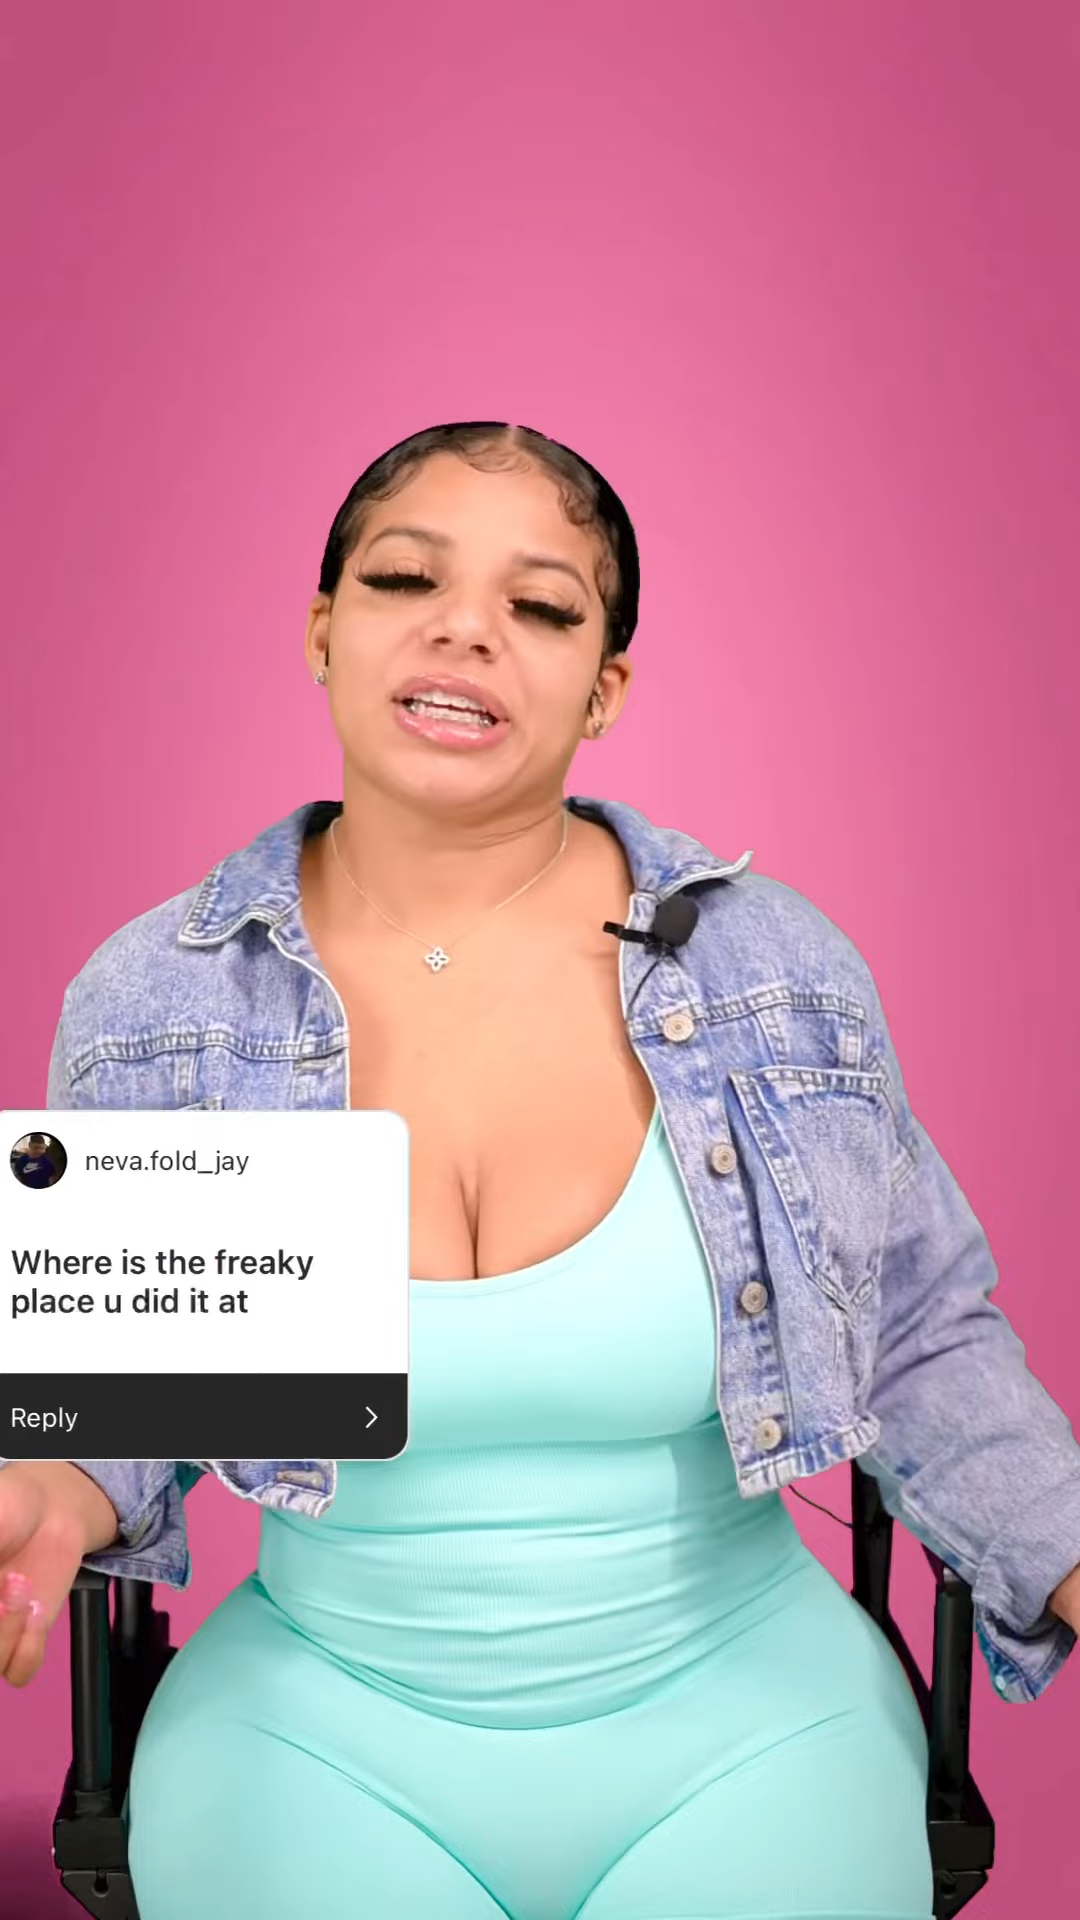 neva.fold_jay
Where is the freaky
place u did it at
Reply